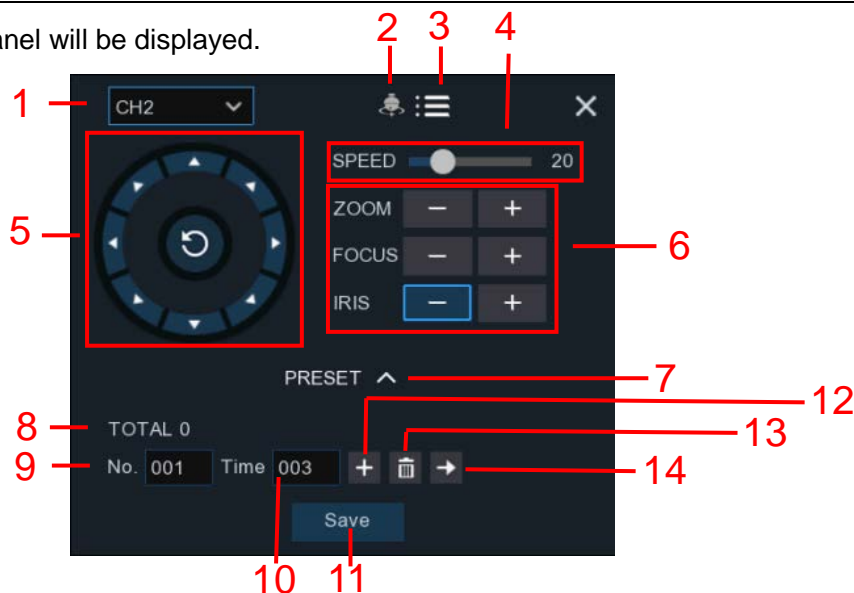 anel will be displayed.
2 3 4
1 CH2
SPEED 20
ZOOM − +
5 FOCUS − + 6
IRIS − +
PRESET 7
12
8 TOTAL 0 13
9 No. 001 Time 003 + 14
Save
10 11